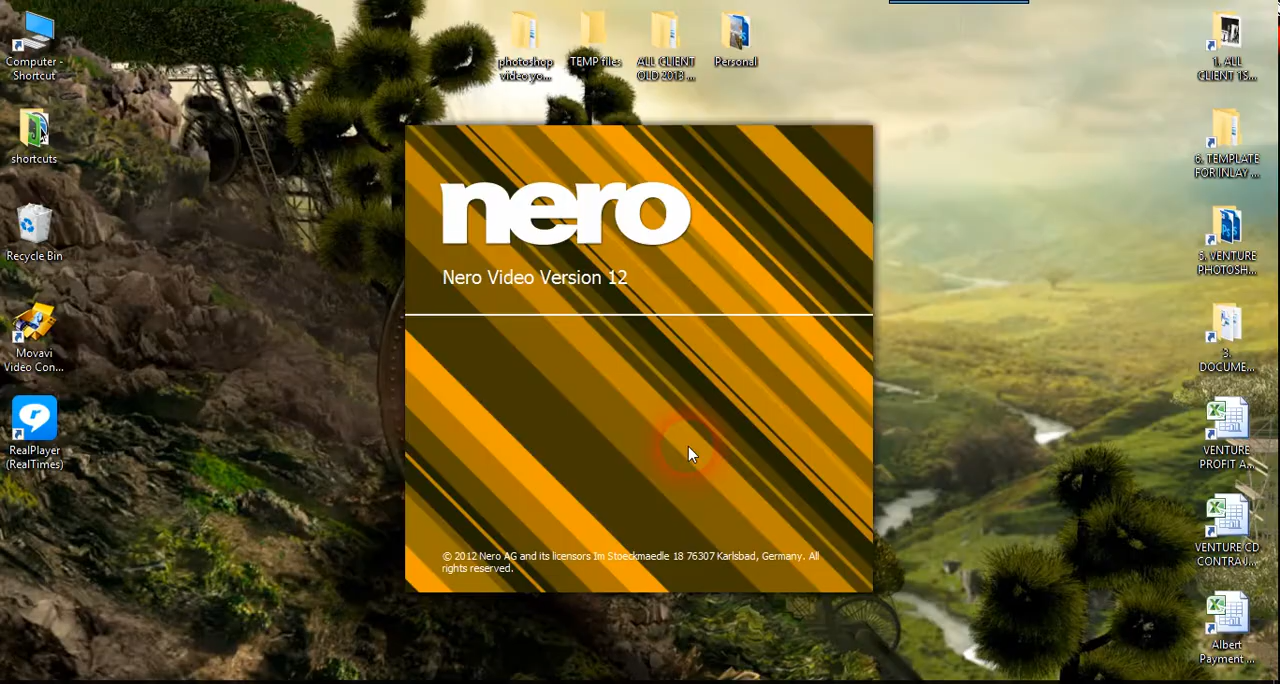 Computer -
Shortcut
shortcuts
Recycle Bin
Movavi
Video Con...
RealPlayer
(RealTimes)
photoshop
video yo...
TEMP files
ALL CLIENT
OLD 2013 ...
Personal
nero
Nero Video Version 12
© 2012 Nero AG and its licensors Im Stoeckmaedle 18 76307 Karlsbad, Germany. All
rights reserved.
1. ALL
CLIENT 1S...
6. TEMPLATE
FOR INLAY ...
5. VENTURE
PHOTOSH...
3.
DOCUME...
VENTURE
PROFIT A...
VENTURE CD
CONTRA...
Albert
Payment ...